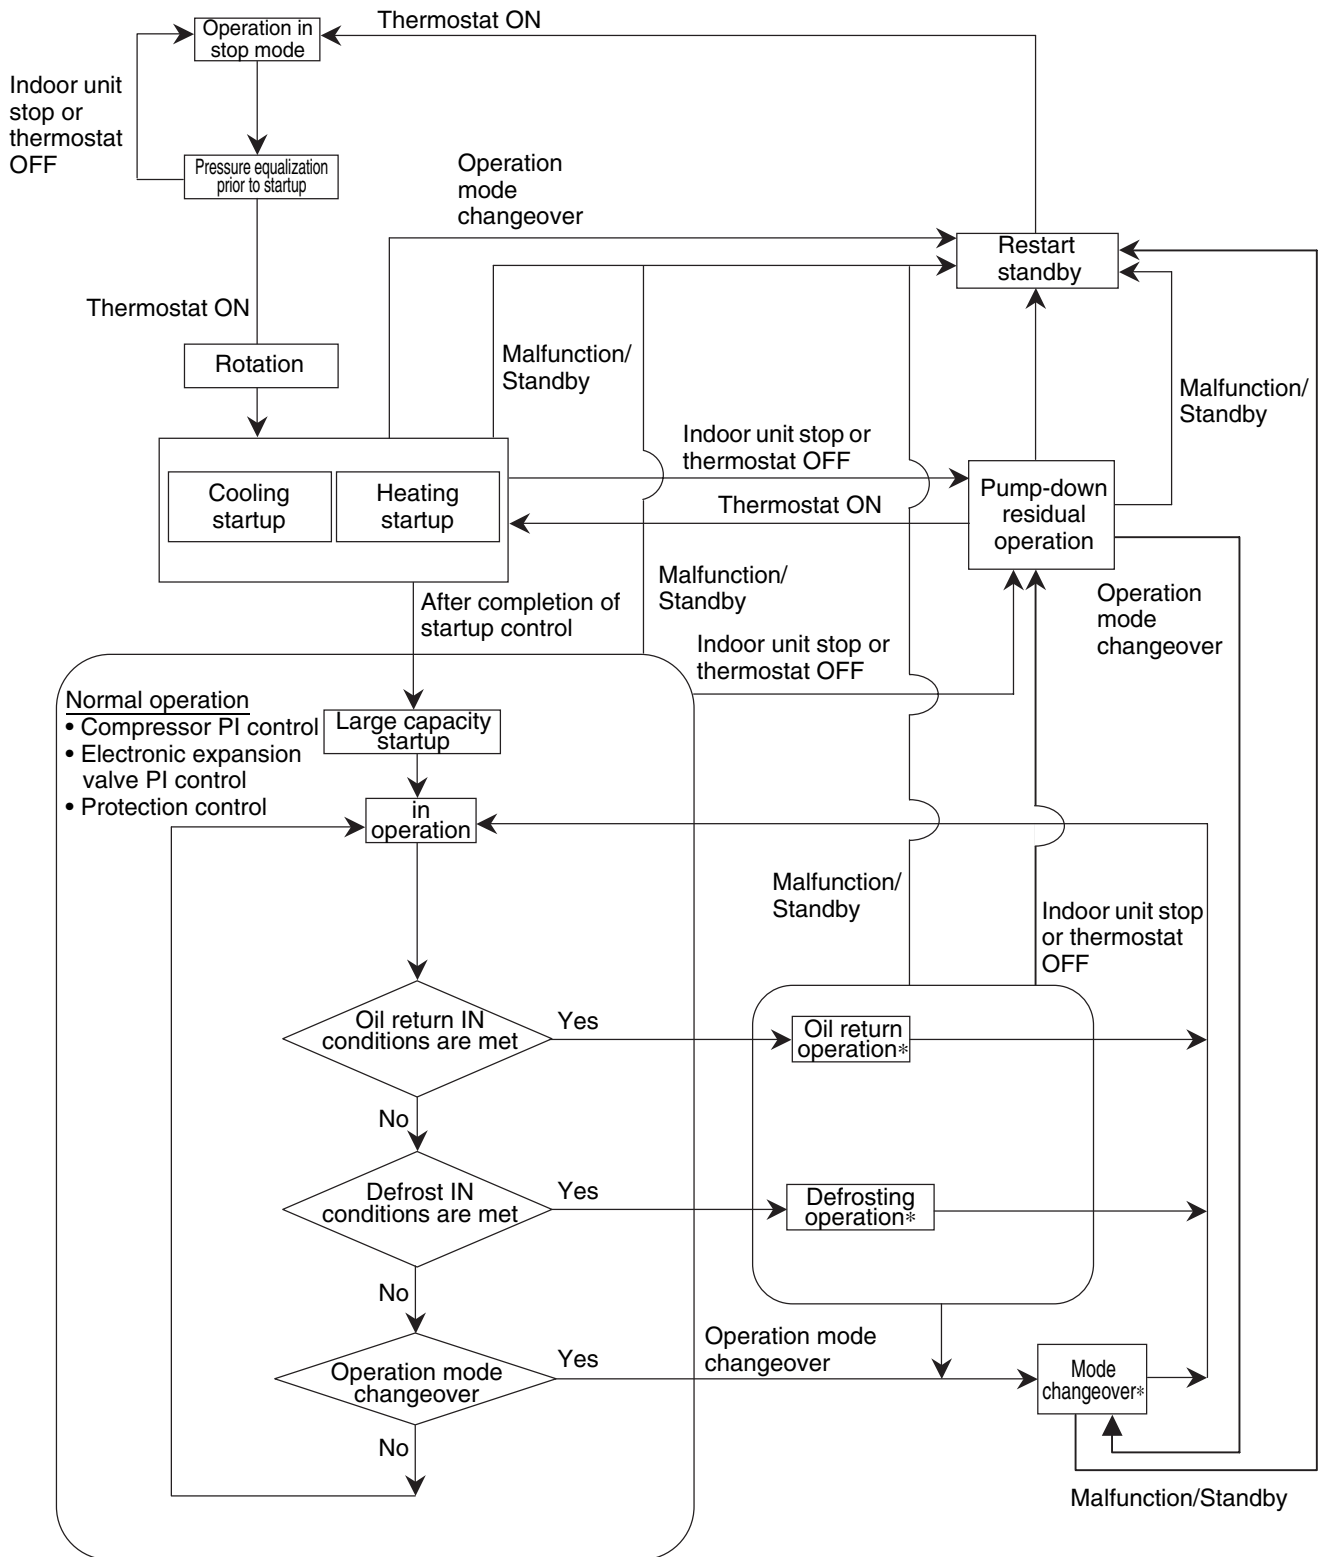 Thermostat ON
Operation in
stop mode
Indoor unit
stop or
thermostat
OFF
Pressure equalization
prior to startup
Operation
mode
changeover
Restart
standby
Thermostat ON
Rotation
Malfunction/
Standby
Malfunction/
Standby
Indoor unit stop or
thermostat OFF
Cooling
startup
Heating
startup
Thermostat ON
Pump-down
residual
operation
Malfunction/
Standby
After completion of
startup control
Operation
mode
changeover
Indoor unit stop or
thermostat OFF
Normal operation
• Compressor PI control
• Electronic expansion
valve PI control
• Protection control
Large capacity
startup
in
operation
Malfunction/
Standby
Indoor unit stop
or thermostat
OFF
Oil return IN
conditions are met
Yes
Oil return
operation*
No
Defrost IN
conditions are met
Yes
Defrosting
operation*
No
Operation mode
changeover
Yes
Operation mode
changeover
Mode
changeover*
No
Malfunction/Standby